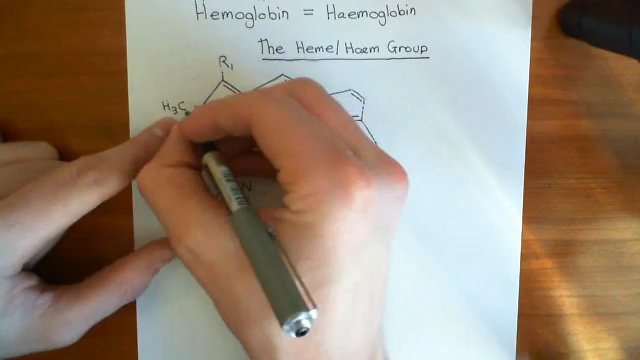 Hemoglobin = Haemoglobin
The Heme/Haem Group
R₁
H₃C
N